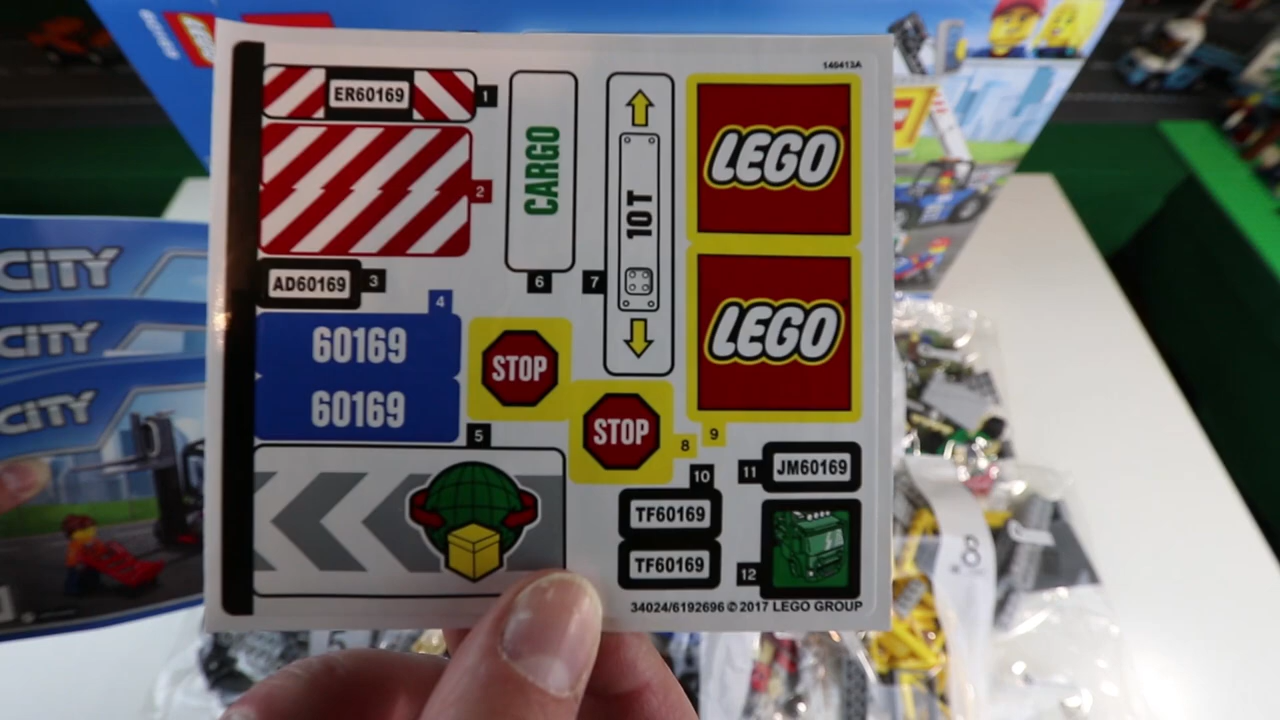 140413A
ER60169
1
2
CARGO
6
10T
7
LEGO
LEGO
AD60169
3
4
60169
60169
STOP
STOP
5
8
9
10
11
JM60169
TF60169
TF60169
12
34024/6192696 © 2017 LEGO GROUP
CITY
CITY
CITY
60169
8